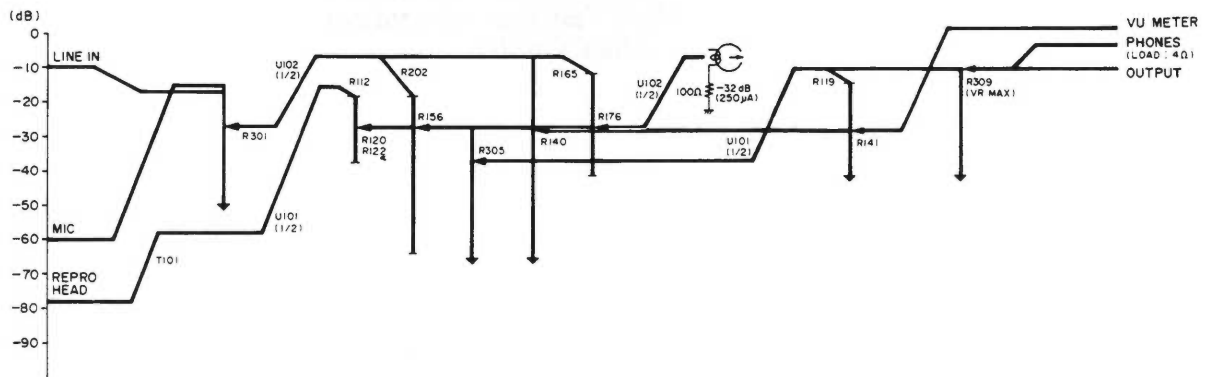 (dB)
0
-10
-20
-30
-40
-50
-60
-70
-80
-90
LINE IN
MIC
REPRO
HEAD
T101
U101
(1/2)
R301
U102
(1/2)
R112
R120
R122
R202
R156
R305
R140
R165
R176
U102
(1/2)
100Ω
-32dB
(250μA)
U101
(1/2)
R119
R141
R309
(VR MAX)
VU METER
PHONES
(LOAD : 4Ω)
OUTPUT